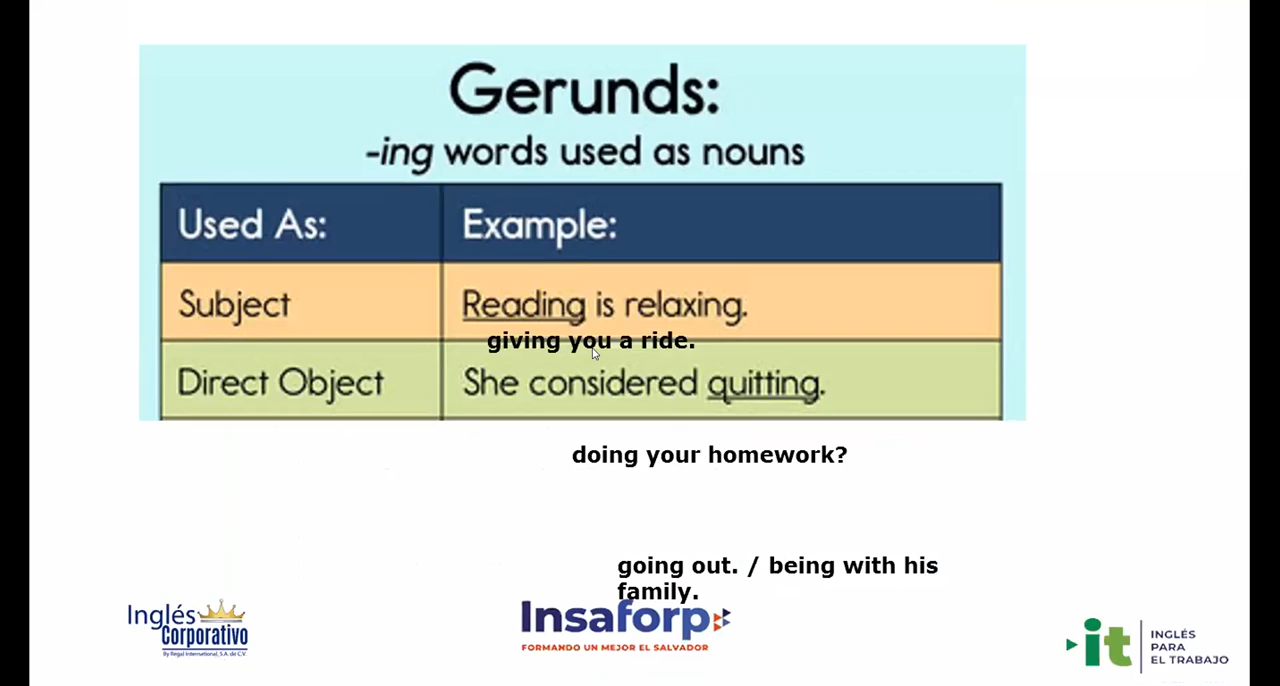 Gerunds:
-ing words used as nouns
Used As: Example:
Subject Reading is relaxing.
giving you a ride.
Direct Object She considered quitting.
doing your homework?
going out. / being with his
family.
Inglés
Corporativo
By Regal International, S.A. de C.V.
Insaforp
FORMANDO UN MEJOR EL SALVADOR
it
INGLÉS
PARA
EL TRABAJO